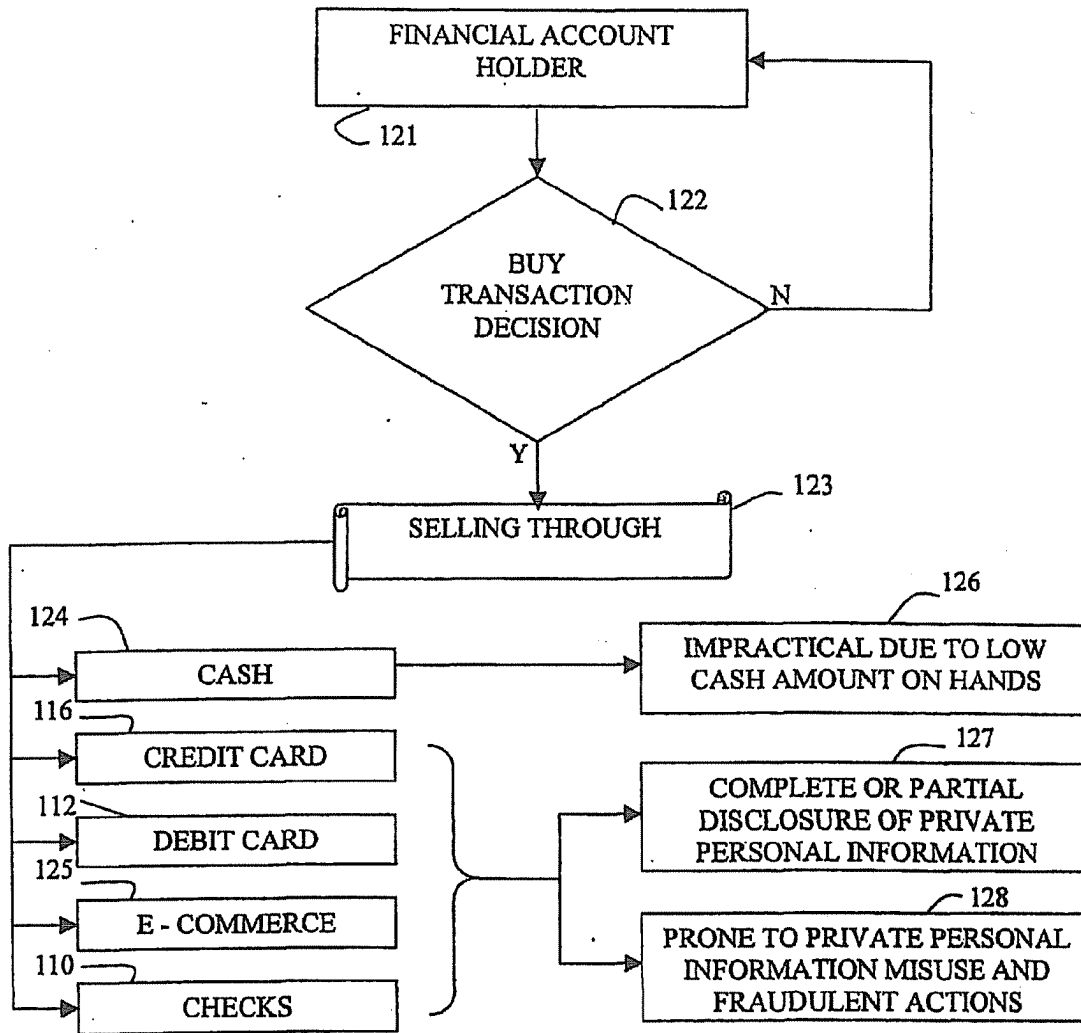 FINANCIAL ACCOUNT
HOLDER
121
122
BUY
TRANSACTION
DECISION
N
Y
123
SELLING THROUGH
124
CASH
126
IMPRACTICAL DUE TO LOW
CASH AMOUNT ON HANDS
116
CREDIT CARD
127
COMPLETE OR PARTIAL
DISCLOSURE OF PRIVATE
PERSONAL INFORMATION
112
DEBIT CARD
125
E - COMMERCE
128
PRONE TO PRIVATE PERSONAL
INFORMATION MISUSE AND
FRAUDULENT ACTIONS
110
CHECKS